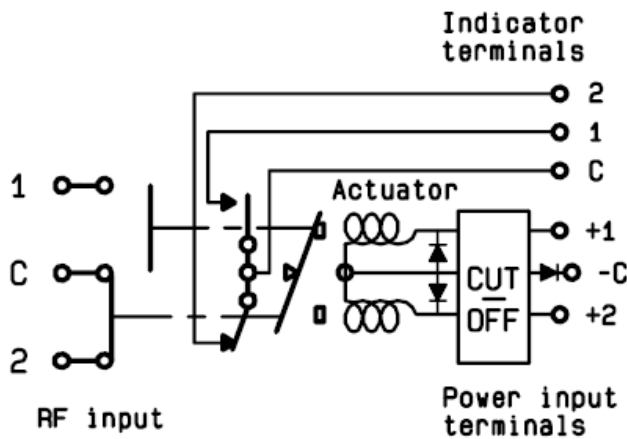 Indicator
terminals
2
1
C
1
Actuator
+1
C
CUT
OFF
-C
+2
2
RF input
Power input
terminals